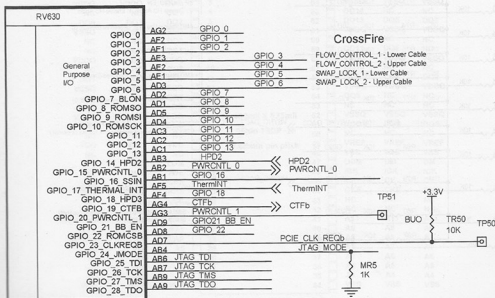 RV630
General
Purpose
I/O
GPIO_0 AG2 GPIO_0
GPIO_1 AF2 GPIO_1
GPIO_2 AF1 GPIO_2
GPIO_3 AE3 GPIO_3
GPIO_4 AE2 GPIO_4
GPIO_5 AE1 GPIO_5
GPIO_6 AD3 GPIO_6
GPIO_7_BLON AD2 GPIO_7
GPIO_8_ROMSO AD1 GPIO_8
GPIO_9_ROMSI AD5 GPIO_9
GPIO_10_ROMSCK AD4 GPIO_10
GPIO_11 AC3 GPIO_11
GPIO_12 AC2 GPIO_12
GPIO_13 AC1 GPIO_13
GPIO_14_HPD2 AB3 HPD2 HPD2
GPIO_15_PWRCNTL_0 AB2 PWRCNTL_0 PWRCNTL_0
GPIO_16_SSIN AB1 GPIO_16 TP51
GPIO_17_THERMAL_INT AF5 ThermINT ThermINT
GPIO_18_HPD3 AF4 GPIO_18
GPIO_19_CTFB AG4 CTFb CTFb
GPIO_20_PWRCNTL_1 AG3 PWRCNTL_1
GPIO_21_BB_EN AD9 GPIO21_BB_EN
GPIO_22_ROMCSB AD8 GPIO_22
GPIO_23_CLKREQB AD7 PCIE_CLK_REQb
GPIO_24_JMODE AB4 JTAG_MODE
GPIO_25_TDI AB6 JTAG_TDI
GPIO_26_TCK AB7 JTAG_TCK
GPIO_27_TMS AB9 JTAG_TMS
GPIO_28_TDO AA9 JTAG_TDO
CrossFire
FLOW_CONTROL_1 - Lower Cable
FLOW_CONTROL_2 - Upper Cable
SWAP_LOCK_1 - Lower Cable
SWAP_LOCK_2 - Upper Cable
+3.3V
BUO TR50
10K
TP50
MR5
1K